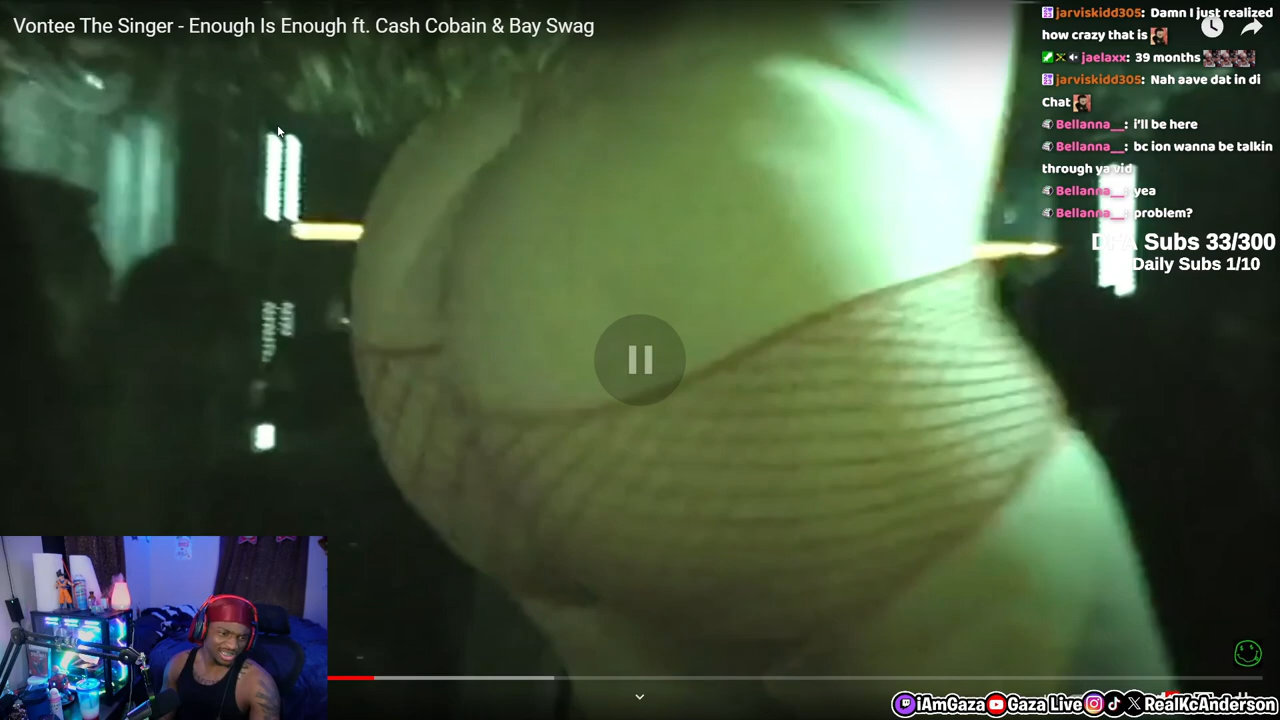 Vontee The Singer - Enough Is Enough ft. Cash Cobain & Bay Swag
jarviskidd305: Damn I just realized
how crazy that is
jaelaxx: 39 months
jarviskidd305: Nah aave dat in di
Chat
Bellanna__: i'll be here
Bellanna__: bc ion wanna be talkin
through ya vid
Bellanna__: yea
Bellanna__: problem?
Subs 33/300
Daily Subs 1/10
iAmGaza Gaza Live RealKcAnderson